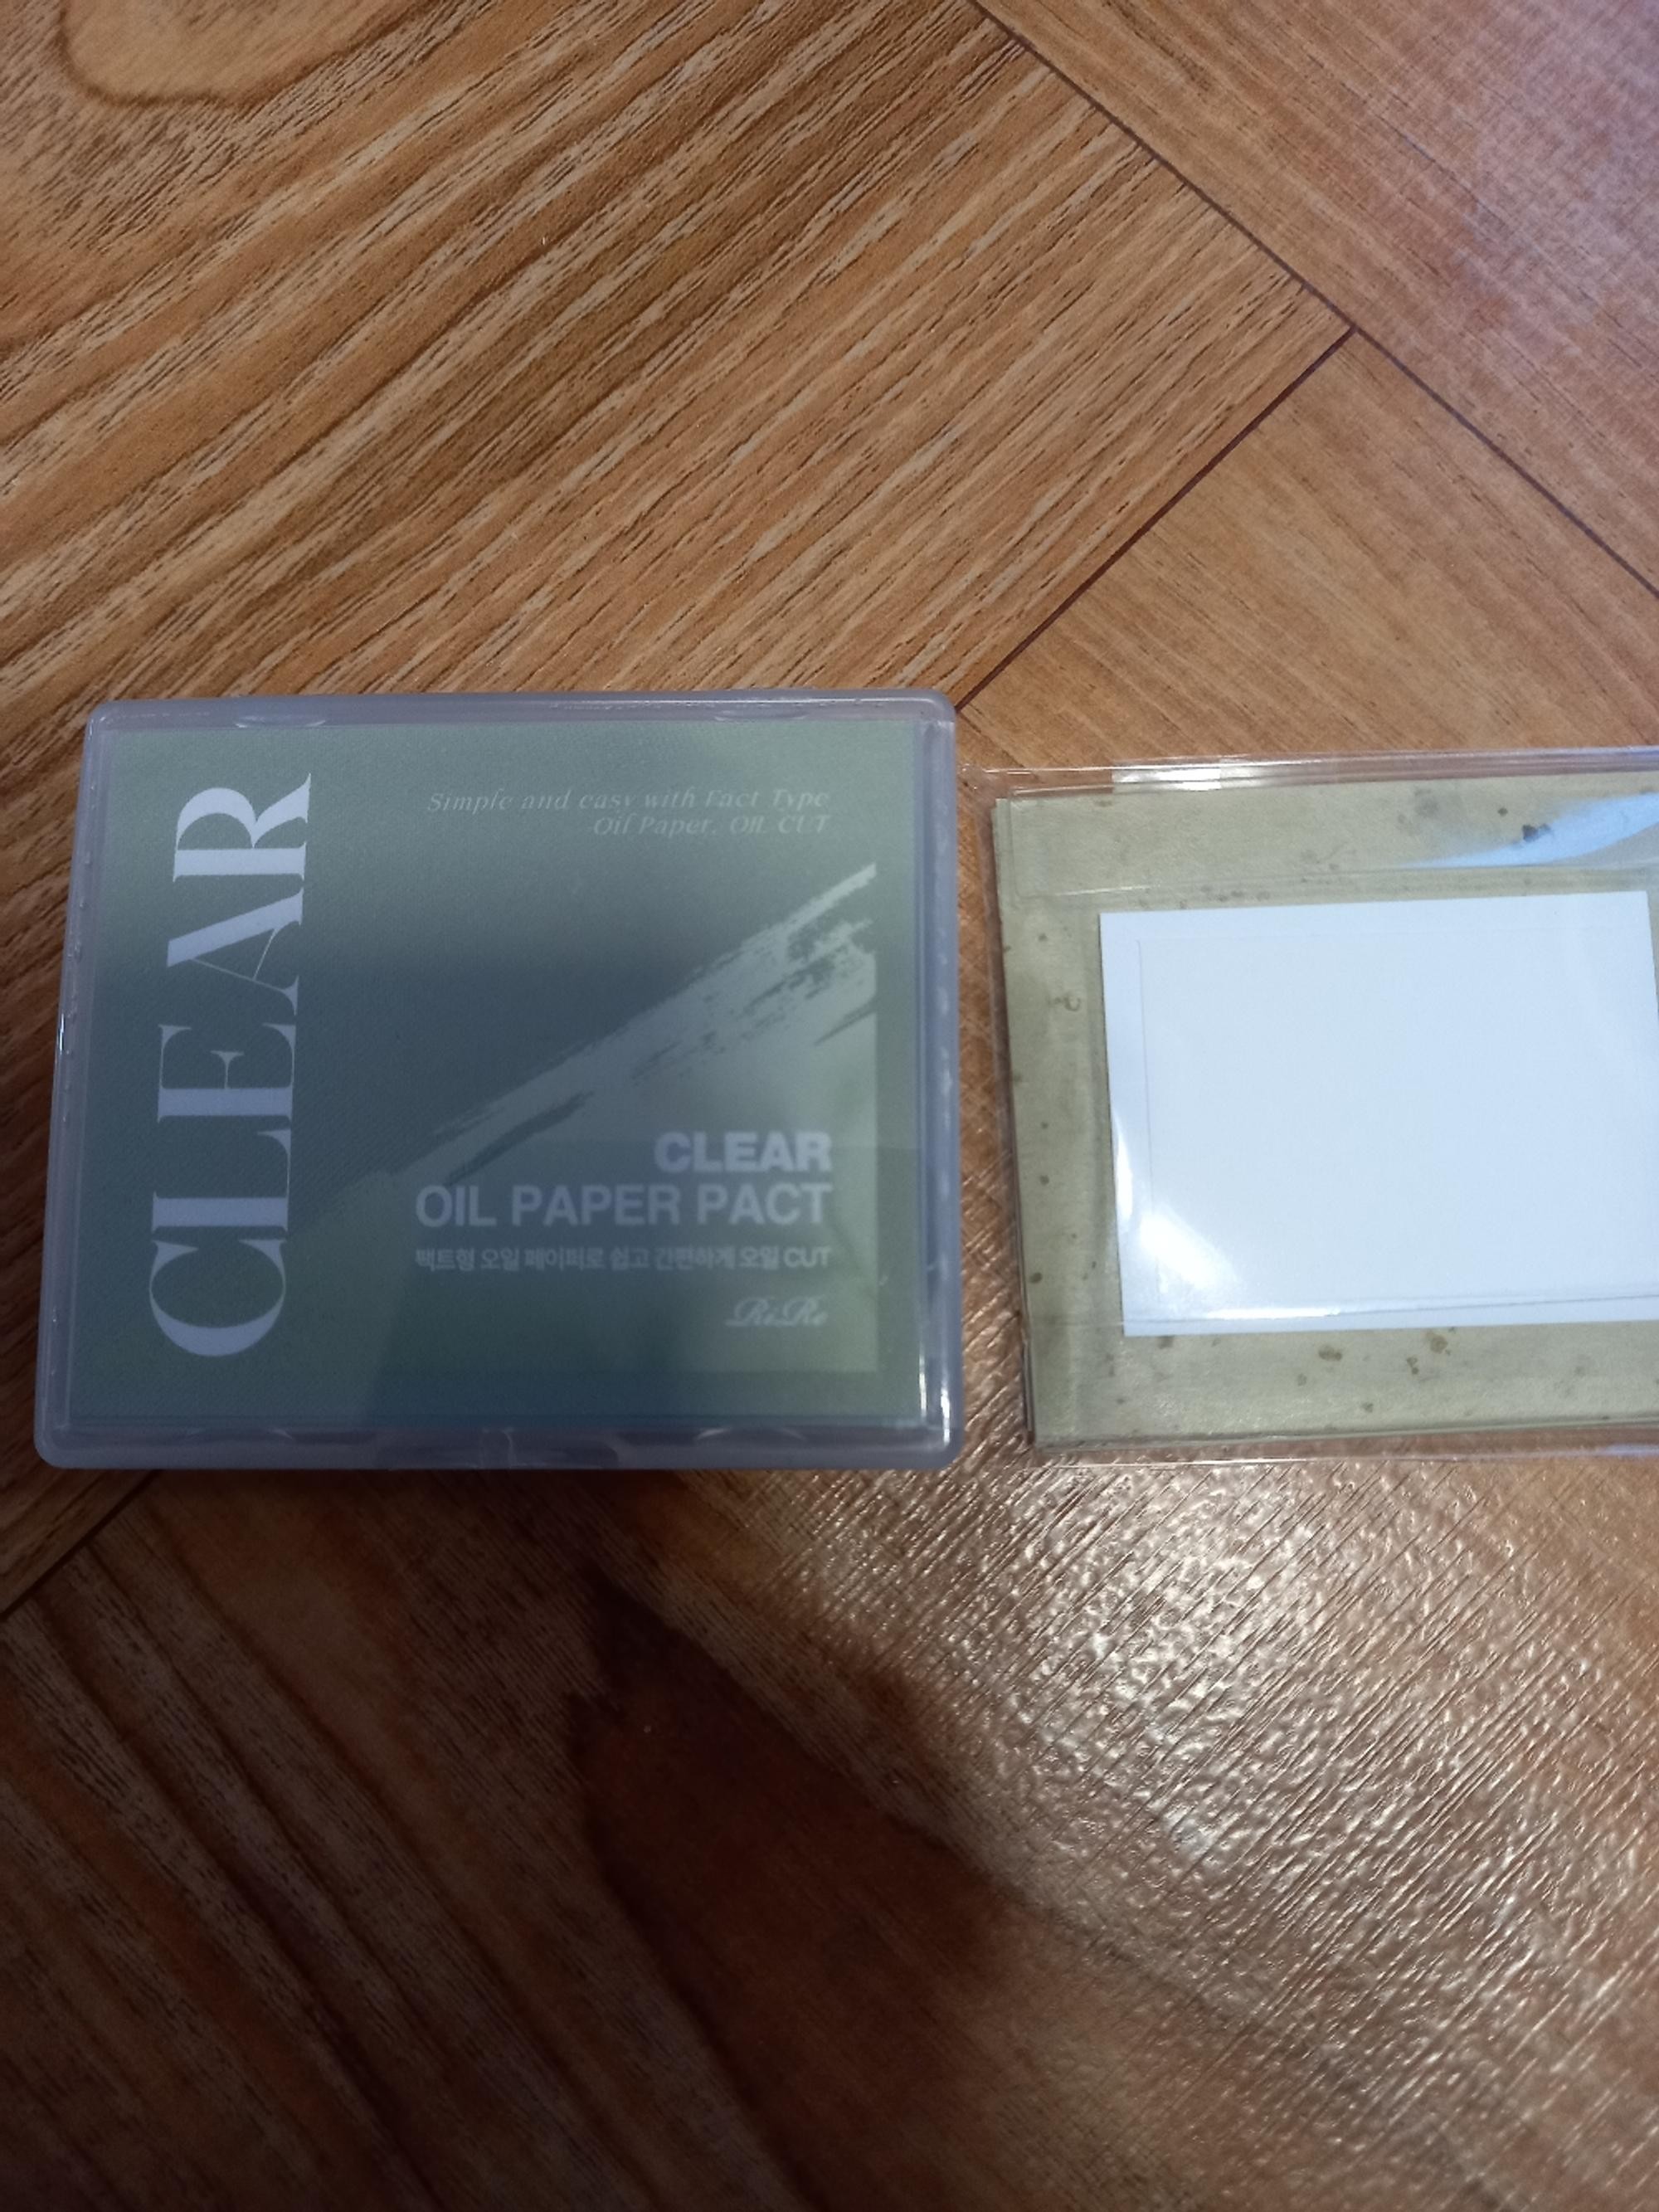 CLEAR
Simple and easy with Fact Type
Oil Paper, OIL CUT
CLEAR
OIL PAPER PACT
팩트형 오일 페이퍼로 쉽고 간편하게 오일 CUT
RiRe